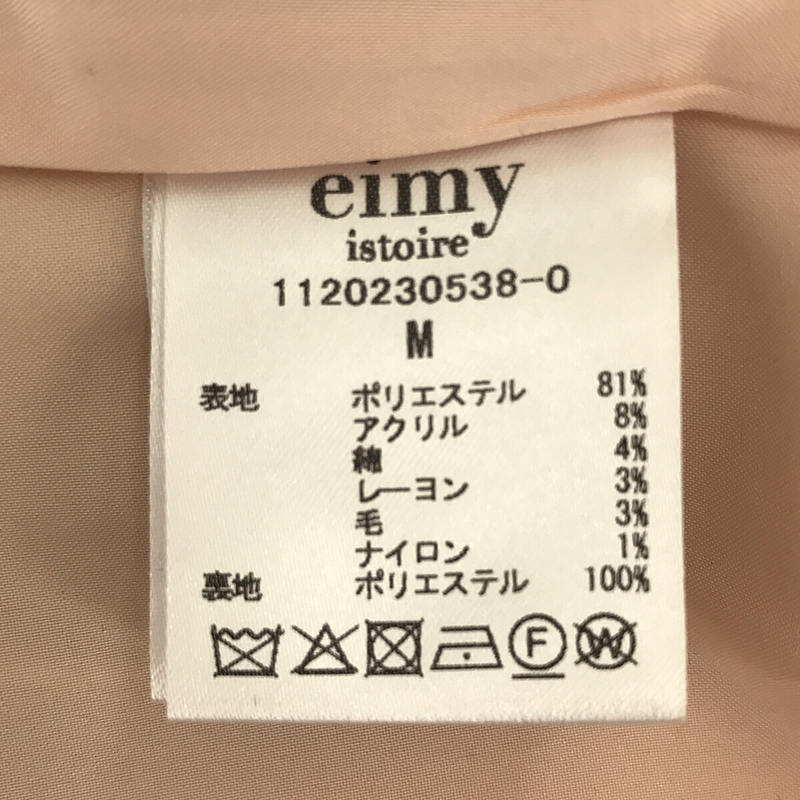 eimy
istoire
1120230538-0
M
表地 ポリエステル 81%
アクリル 8%
綿 4%
レーヨン 3%
毛 3%
ナイロン 1%
裏地 ポリエステル 100%
F W